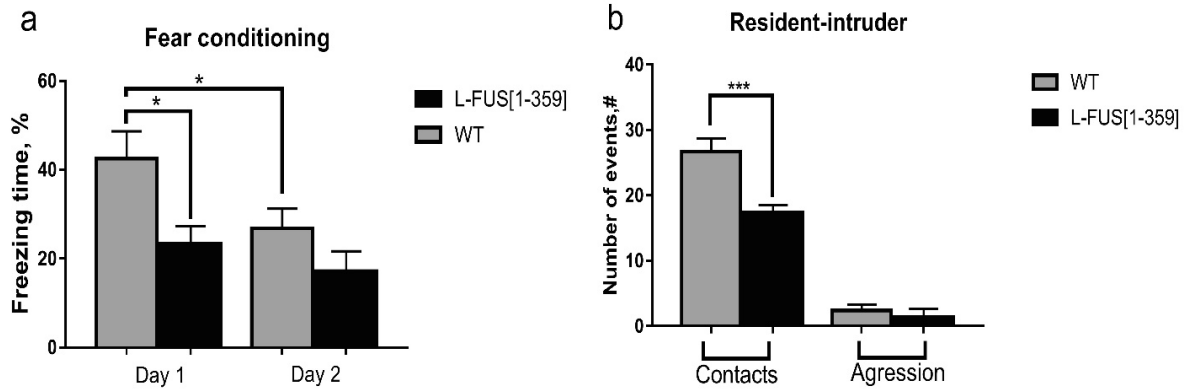 a
Fear conditioning
60
40
20
0
Freezing time, %
*
*
Day 1
Day 2
L-FUS[1-359]
WT
b
Resident-intruder
40
30
20
10
0
Number of events,#
***
Contacts
Agression
WT
L-FUS[1-359]